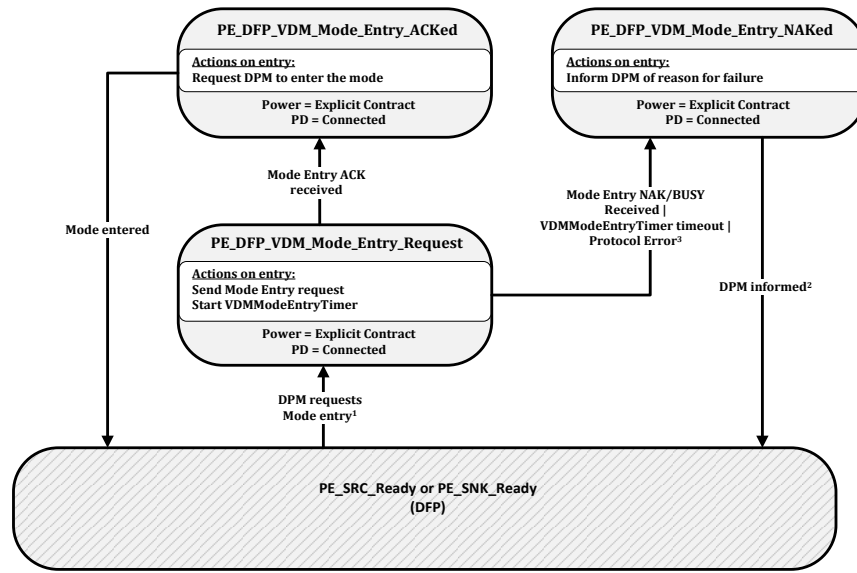 PE_DFP_VDM_Mode_Entry_ACKed
Actions on entry:
Request DPM to enter the mode
Power = Explicit Contract
PD = Connected
PE_DFP_VDM_Mode_Entry_NAKed
Actions on entry:
Inform DPM of reason for failure
Power = Explicit Contract
PD = Connected
Mode Entry ACK
received
Mode Entry NAK/BUSY
Received |
VDMModeEntryTimer timeout |
Protocol Error³
Mode entered
PE_DFP_VDM_Mode_Entry_Request
Actions on entry:
Send Mode Entry request
Start VDMModeEntryTimer
Power = Explicit Contract
PD = Connected
DPM informed²
DPM requests
Mode entry¹
PE_SRC_Ready or PE_SNK_Ready
(DFP)